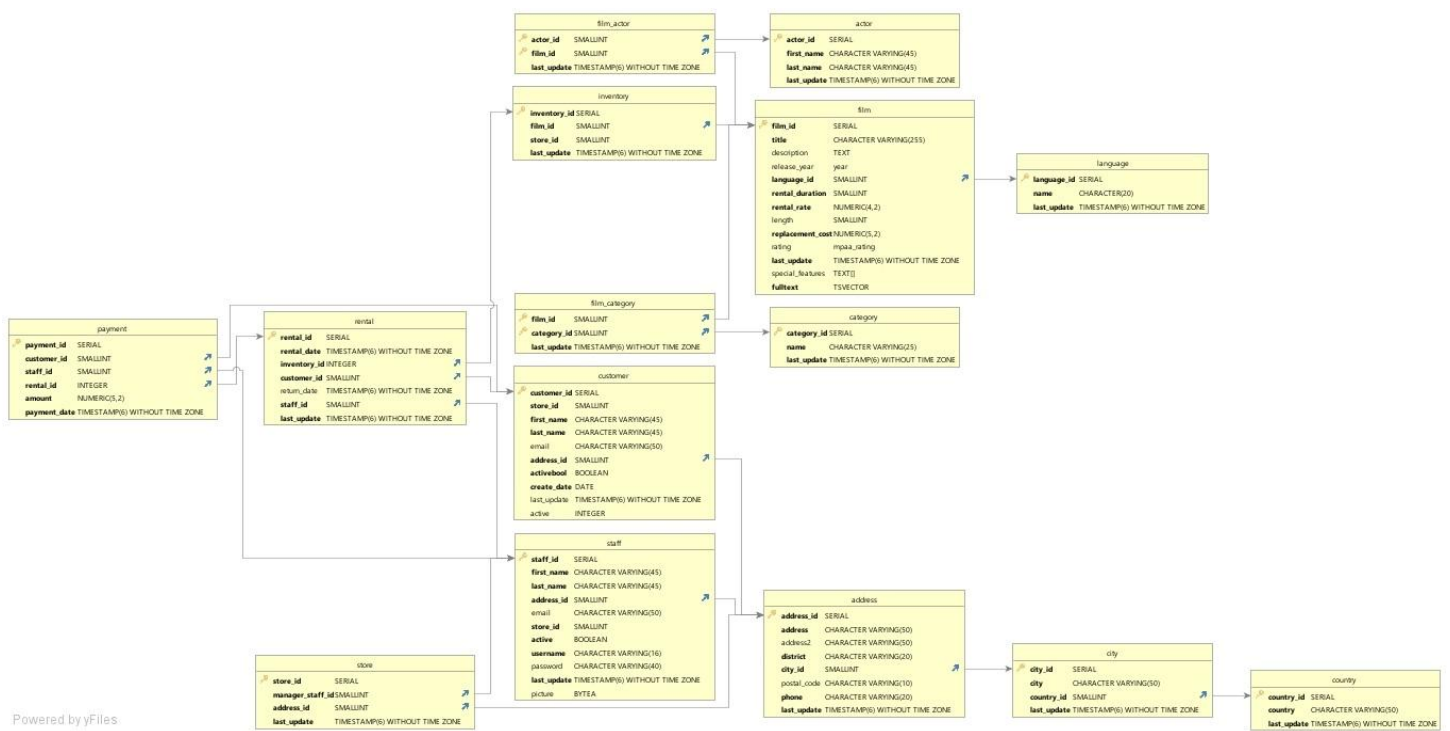 film_actor
actor_id SMALLINT
film_id SMALLINT
last_update TIMESTAMP(6) WITHOUT TIME ZONE
actor
actor_id SERIAL
first_name CHARACTER VARYING(45)
last_name CHARACTER VARYING(45)
last_update TIMESTAMP(6) WITHOUT TIME ZONE
inventory
inventory_id SERIAL
film_id SMALLINT
store_id SMALLINT
last_update TIMESTAMP(6) WITHOUT TIME ZONE
film
film_id SERIAL
title CHARACTER VARYING(255)
description TEXT
release_year year
language_id SMALLINT
rental_duration SMALLINT
rental_rate NUMERIC(4,2)
length SMALLINT
replacement_cost NUMERIC(5,2)
rating mpaa_rating
last_update TIMESTAMP(6) WITHOUT TIME ZONE
special_features TEXT[]
fulltext TSVECTOR
language
language_id SERIAL
name CHARACTER(20)
last_update TIMESTAMP(6) WITHOUT TIME ZONE
film_category
film_id SMALLINT
category_id SMALLINT
last_update TIMESTAMP(6) WITHOUT TIME ZONE
category
category_id SERIAL
name CHARACTER VARYING(25)
last_update TIMESTAMP(6) WITHOUT TIME ZONE
payment
payment_id SERIAL
customer_id SMALLINT
staff_id SMALLINT
rental_id INTEGER
amount NUMERIC(5,2)
payment_date TIMESTAMP(6) WITHOUT TIME ZONE
rental
rental_id SERIAL
rental_date TIMESTAMP(6) WITHOUT TIME ZONE
inventory_id INTEGER
customer_id SMALLINT
return_date TIMESTAMP(6) WITHOUT TIME ZONE
staff_id SMALLINT
last_update TIMESTAMP(6) WITHOUT TIME ZONE
customer
customer_id SERIAL
store_id SMALLINT
first_name CHARACTER VARYING(45)
last_name CHARACTER VARYING(45)
email CHARACTER VARYING(50)
address_id SMALLINT
activebool BOOLEAN
create_date DATE
last_update TIMESTAMP(6) WITHOUT TIME ZONE
active INTEGER
staff
staff_id SERIAL
first_name CHARACTER VARYING(45)
last_name CHARACTER VARYING(45)
address_id SMALLINT
email CHARACTER VARYING(50)
store_id SMALLINT
active BOOLEAN
username CHARACTER VARYING(16)
password CHARACTER VARYING(40)
last_update TIMESTAMP(6) WITHOUT TIME ZONE
picture BYTEA
store
store_id SERIAL
manager_staff_id SMALLINT
address_id SMALLINT
last_update TIMESTAMP(6) WITHOUT TIME ZONE
address
address_id SERIAL
address CHARACTER VARYING(50)
address2 CHARACTER VARYING(50)
district CHARACTER VARYING(20)
city_id SMALLINT
postal_code CHARACTER VARYING(10)
phone CHARACTER VARYING(20)
last_update TIMESTAMP(6) WITHOUT TIME ZONE
city
city_id SERIAL
city CHARACTER VARYING(50)
country_id SMALLINT
last_update TIMESTAMP(6) WITHOUT TIME ZONE
country
country_id SERIAL
country CHARACTER VARYING(50)
last_update TIMESTAMP(6) WITHOUT TIME ZONE
Powered by yFiles